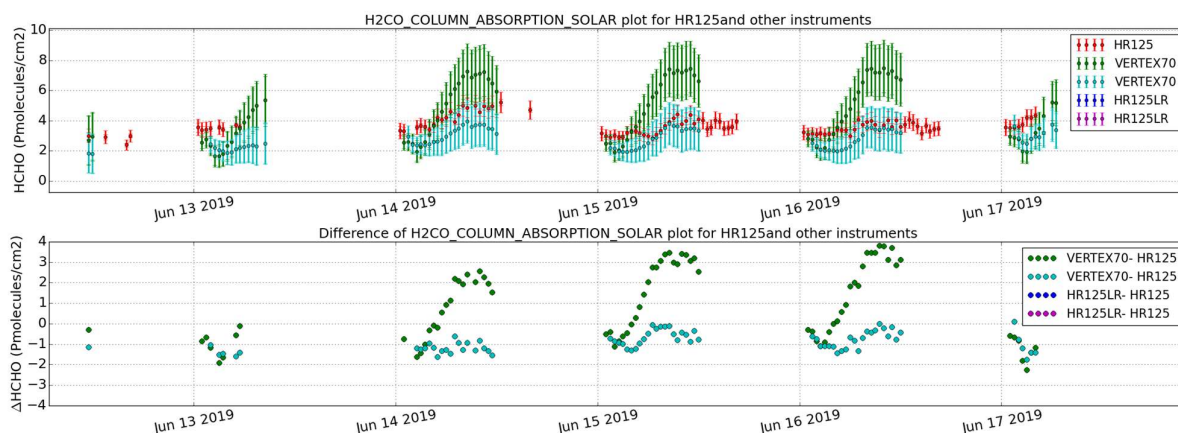 H2CO_COLUMN_ABSORPTION_SOLAR plot for HR125and other instruments
HCHO (Pmolecules/cm2)
10
8
6
4
2
0
HR125
VERTEX70
VERTEX70
HR125LR
HR125LR
Jun 13 2019
Jun 14 2019
Jun 15 2019
Jun 16 2019
Jun 17 2019
Difference of H2CO_COLUMN_ABSORPTION_SOLAR plot for HR125and other instruments
ΔHCHO (Pmolecules/cm2)
4
3
2
1
0
−1
−2
−3
−4
VERTEX70- HR125
VERTEX70- HR125
HR125LR- HR125
HR125LR- HR125
Jun 13 2019
Jun 14 2019
Jun 15 2019
Jun 16 2019
Jun 17 2019